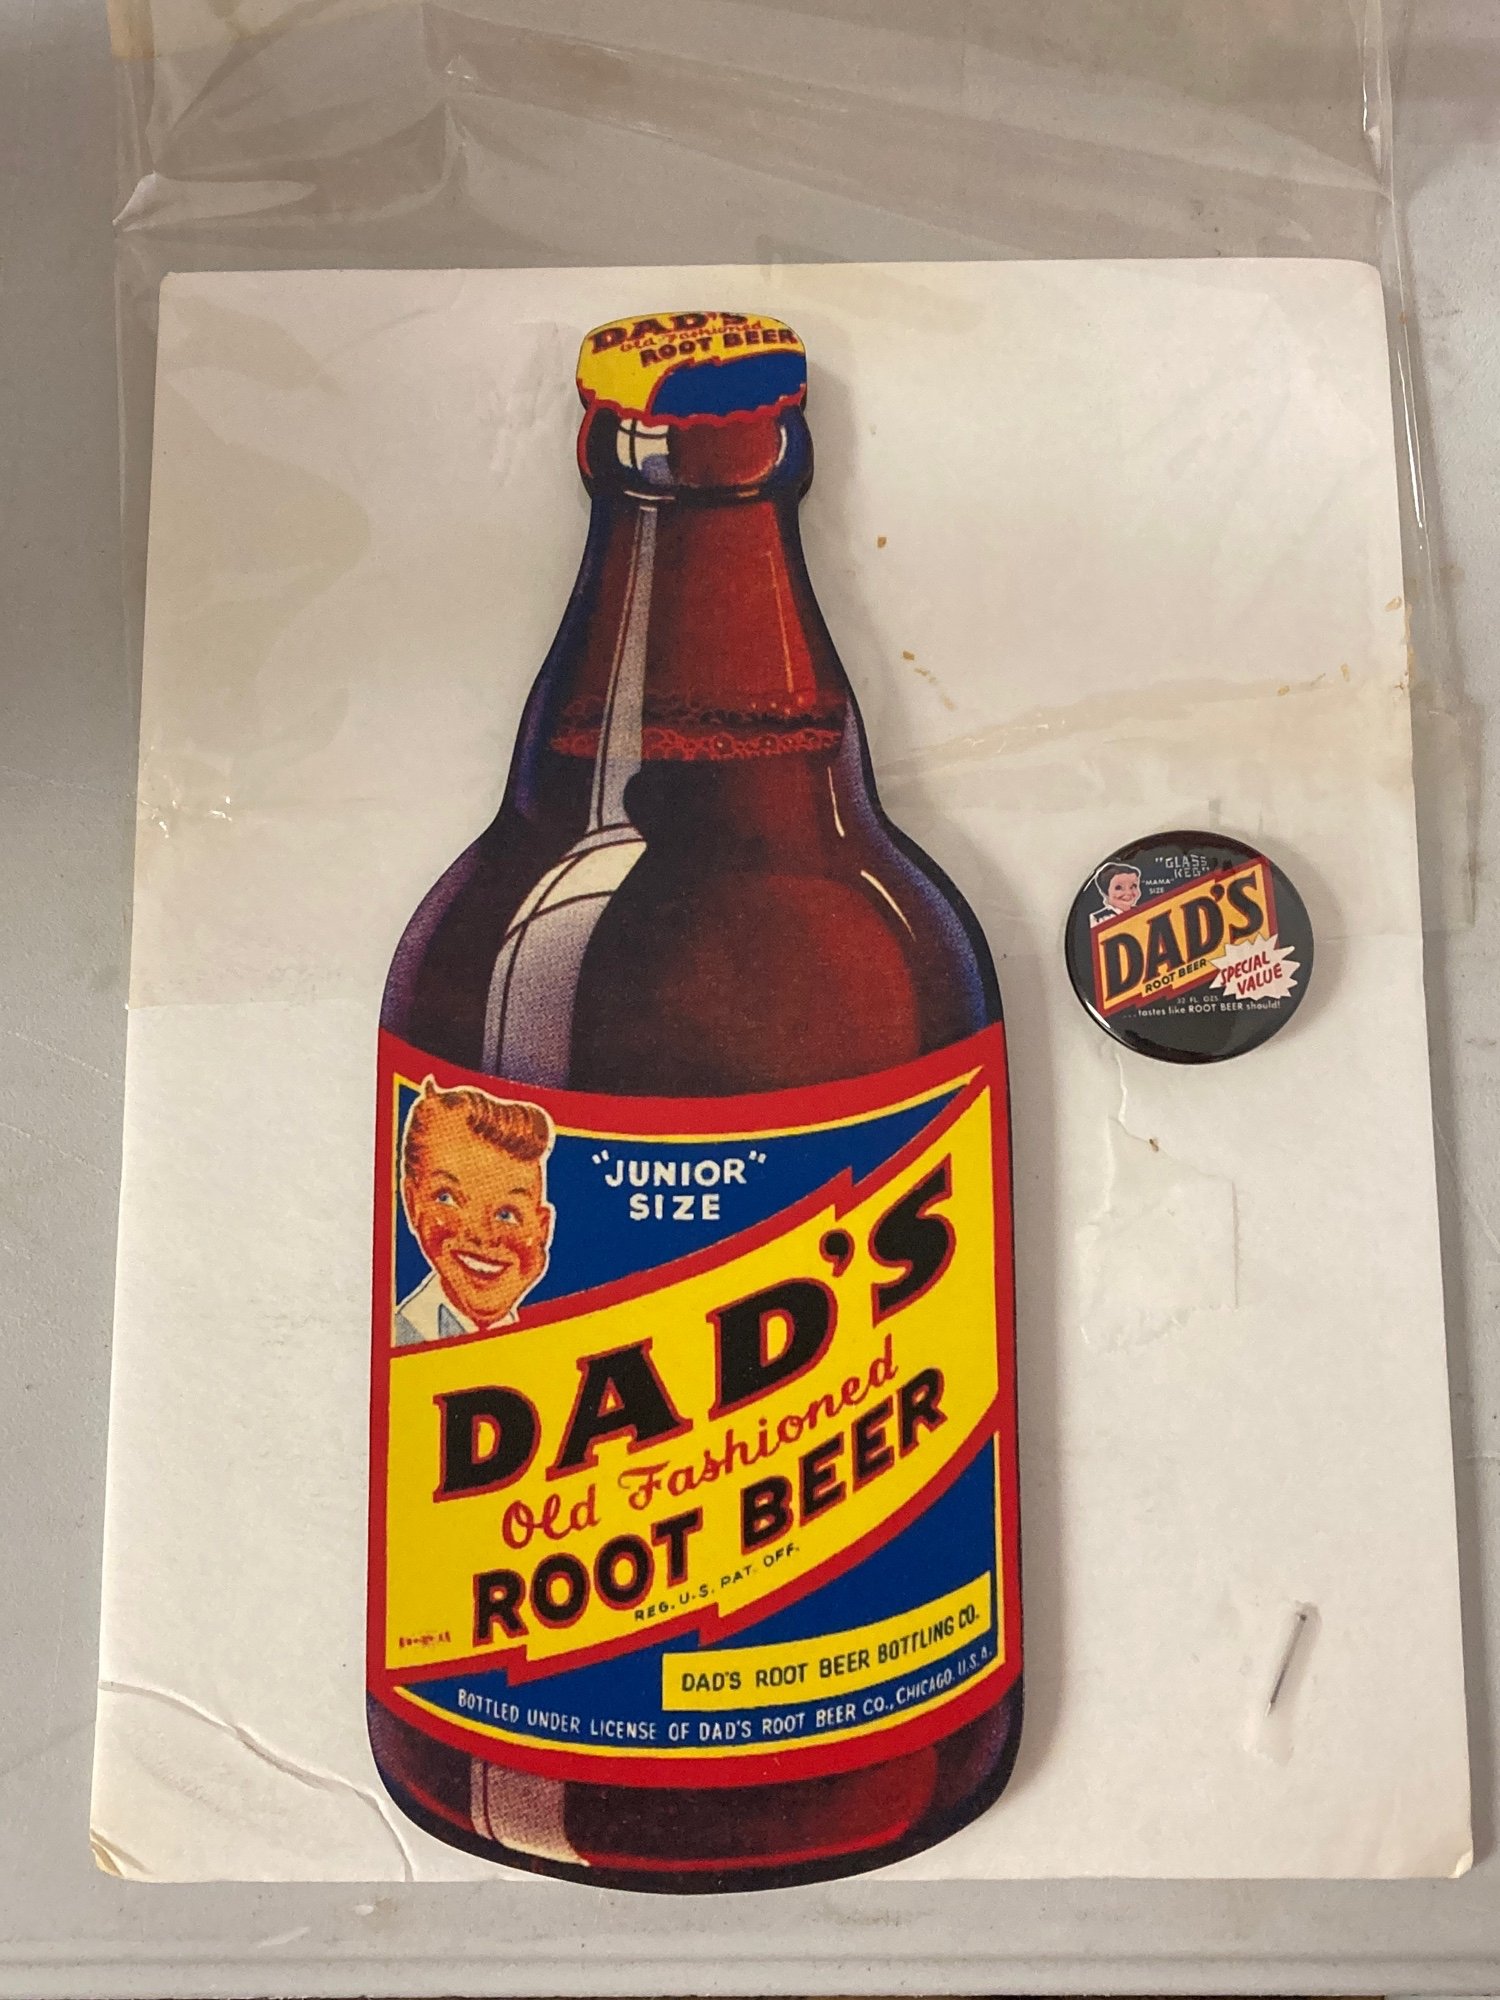 DAD'S
Old Fashioned
ROOT BEER
"JUNIOR"
SIZE
DAD'S
Old Fashioned
ROOT BEER
REG. U.S. PAT. OFF.
DAD'S ROOT BEER BOTTLING CO.
BOTTLED UNDER LICENSE OF DAD'S ROOT BEER CO., CHICAGO. U.S.A.
"GLASS
KEG"
"MAMA"
SIZE
DAD'S
ROOT BEER
SPECIAL
VALUE
32 FL. OZS.
...tastes like ROOT BEER should!